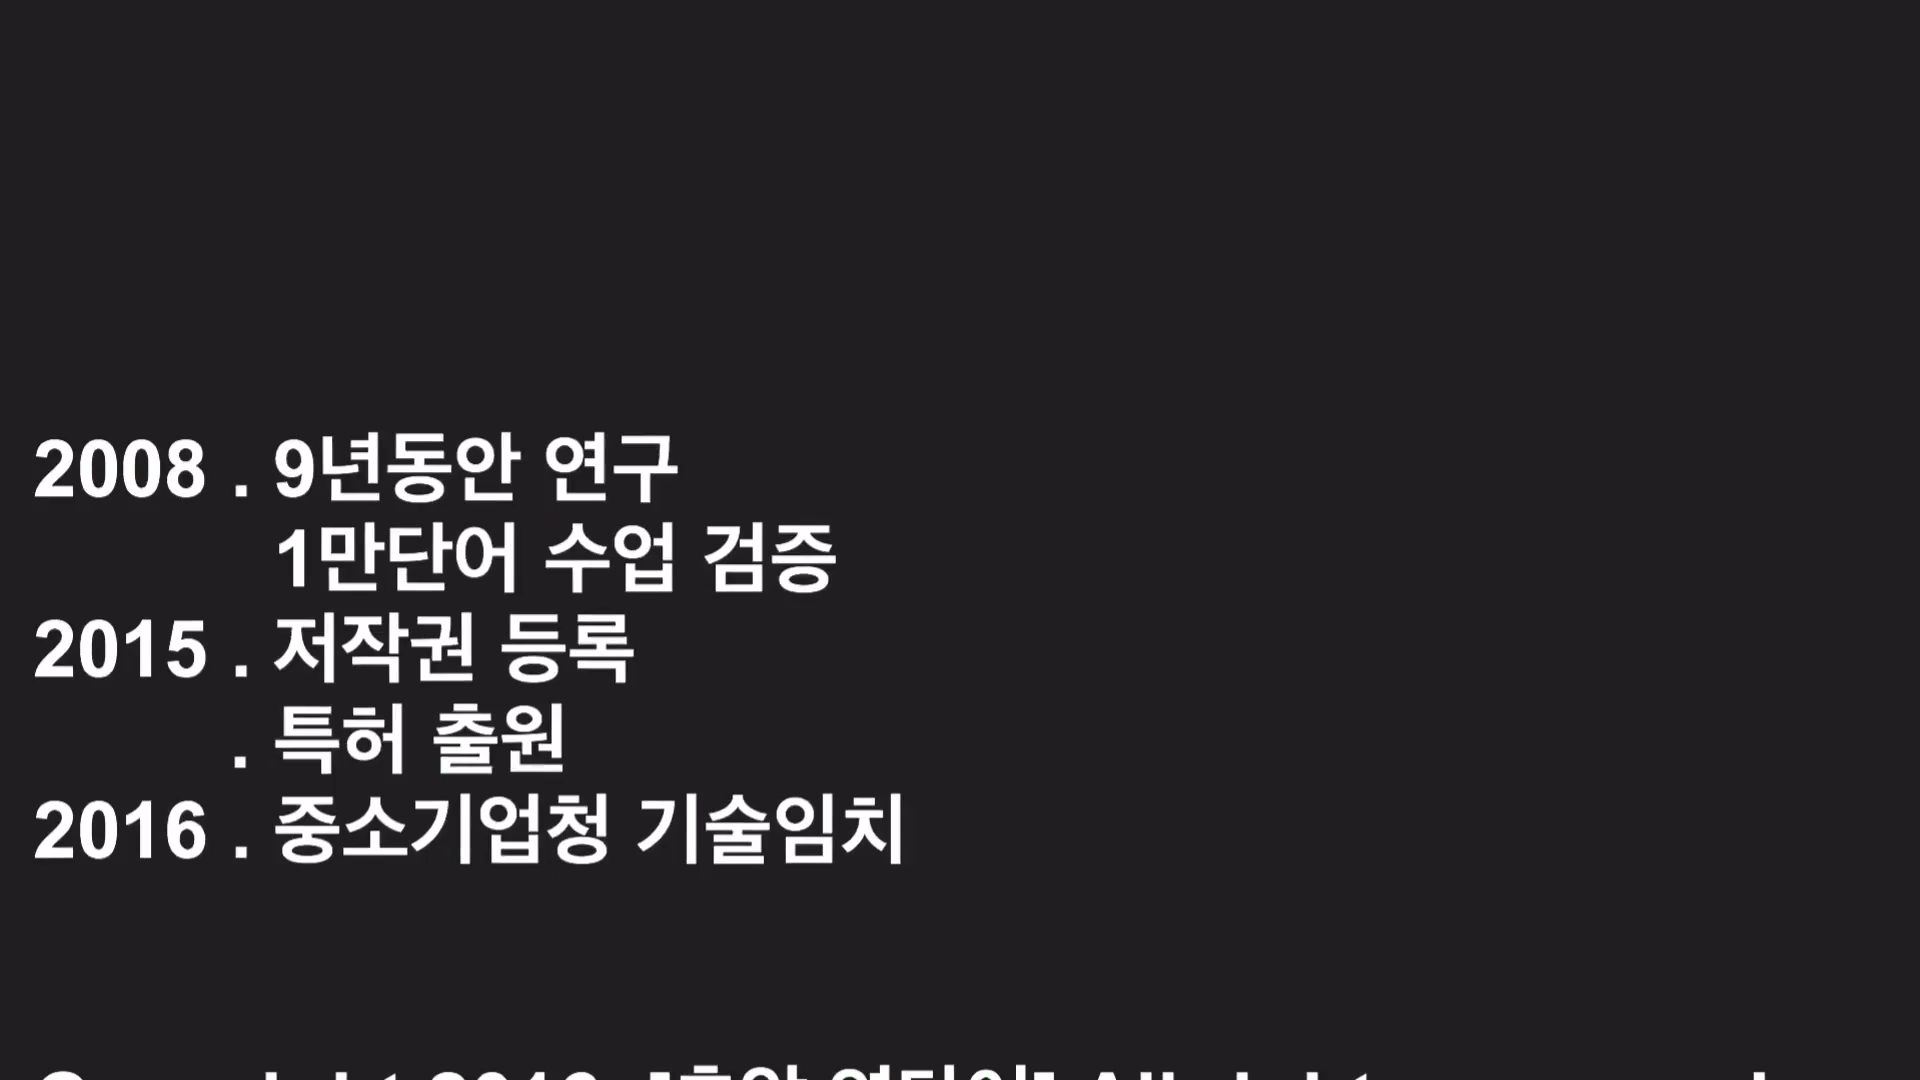 2008 . 9년동안 연구
1만단어 수업 검증
2015 . 저작권 등록
. 특허 출원
2016 . 중소기업청 기술임치